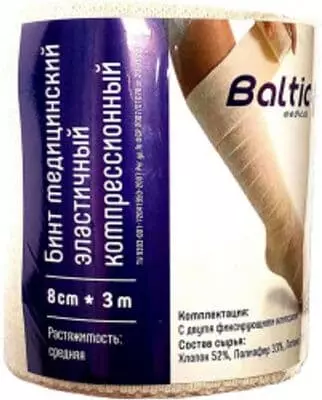 Бинт медицинский
эластичный
компрессионный
8cm * 3m
Растяжимость:
средняя
Baltic
medical
Комплектация:
С двумя фиксирующими
Состав сырья:
Хлопок 52%, Полиэфир 33%,